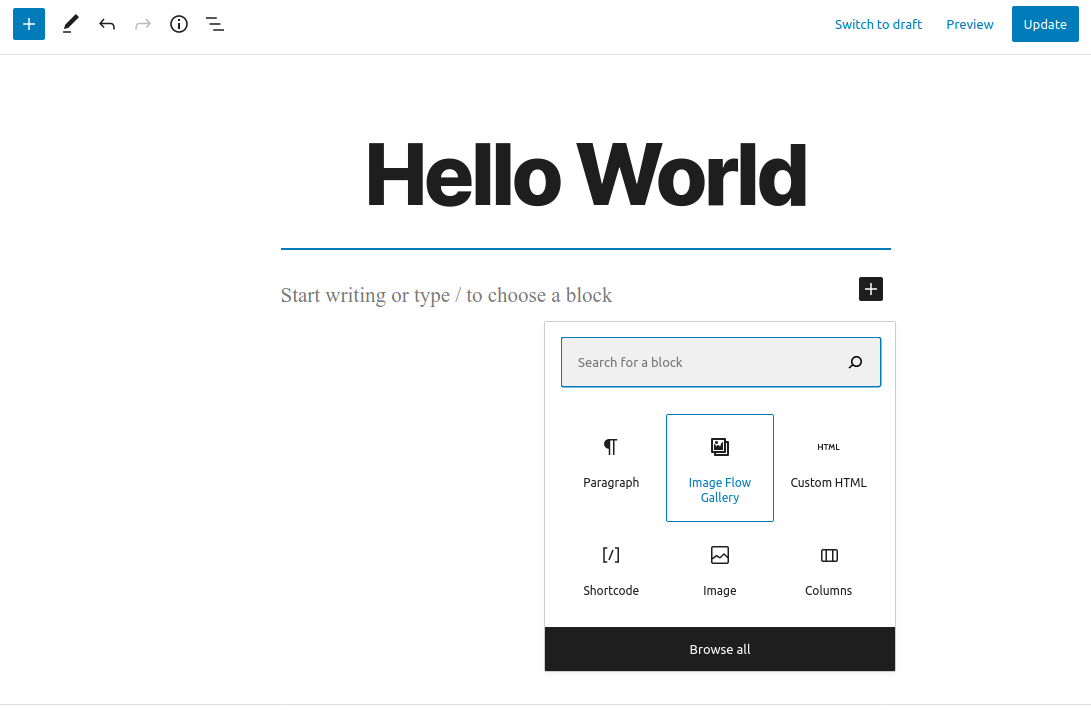 Switch to draft
Preview
Update
Hello World
Start writing or type / to choose a block
Search for a block
Paragraph
Image Flow
Gallery
HTML
Custom HTML
[/]
Shortcode
Image
Columns
Browse all